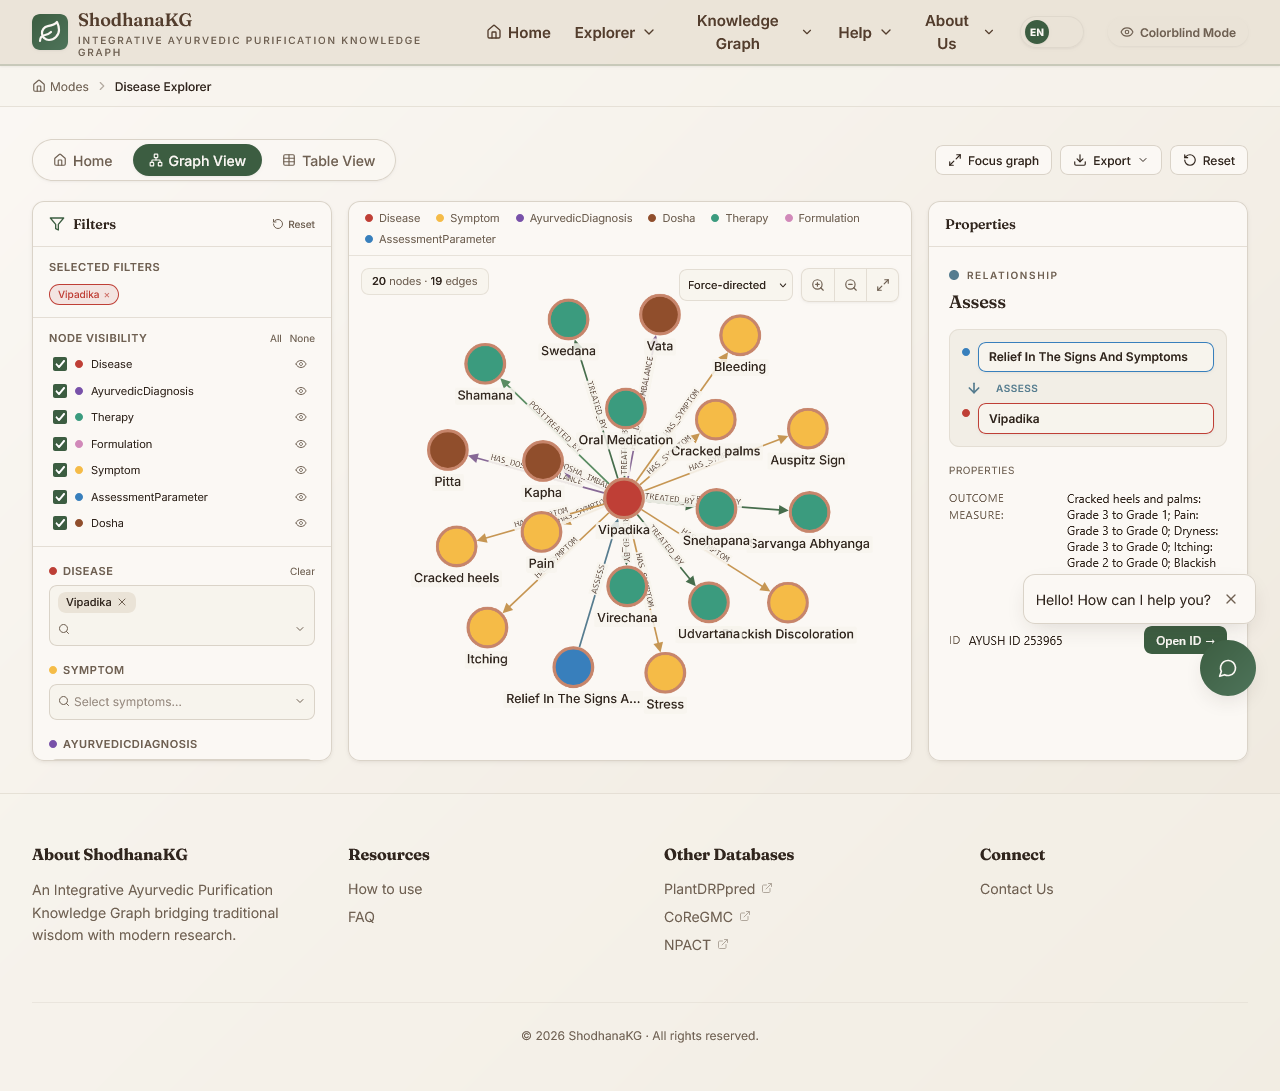 ShodhanaKG
INTEGRATIVE AYURVEDIC PURIFICATION KNOWLEDGE
GRAPH
Home
Explorer
Knowledge
Graph
Help
About
Us
EN
Colorblind Mode
Modes
Disease Explorer
Home
Graph View
Table View
Focus graph
Export
Reset
Filters
Reset
SELECTED FILTERS
Vipadika ×
NODE VISIBILITY
All None
Disease
AyurvedicDiagnosis
Therapy
Formulation
Symptom
AssessmentParameter
Dosha
DISEASE
Clear
Vipadika
SYMPTOM
Select symptoms...
AYURVEDICDIAGNOSIS
Disease Symptom AyurvedicDiagnosis Dosha Therapy Formulation
AssessmentParameter
20 nodes · 19 edges
Force-directed
Swedana
Vata
Bleeding
Shamana
Oral Medication
Cracked palms
Auspitz Sign
Pitta
Kapha
Vipadika
Snehapana
Sarvanga Abhyanga
Cracked heels
Pain
Virechana
Udvartana
ckish Discoloration
Itching
Relief In The Signs A...
Stress
TREATED_BY
POSTTREATED_BY
HAS_SYMPTOM
TREATED_BY
TREATED_BY
ASSESS
Properties
RELATIONSHIP
Assess
Relief In The Signs And Symptoms
ASSESS
Vipadika
PROPERTIES
OUTCOME
MEASURE:
Cracked heels and palms:
Grade 3 to Grade 1; Pain:
Grade 3 to Grade 0; Dryness:
Grade 3 to Grade 0; Itching:
Grade 2 to Grade 0; Blackish
Hello! How can I help you?
ID AYUSH ID 253965
Open ID →
About ShodhanaKG
An Integrative Ayurvedic Purification
Knowledge Graph bridging traditional
wisdom with modern research.
Resources
How to use
FAQ
Other Databases
PlantDRPpred
CoReGMC
NPACT
Connect
Contact Us
© 2026 ShodhanaKG · All rights reserved.